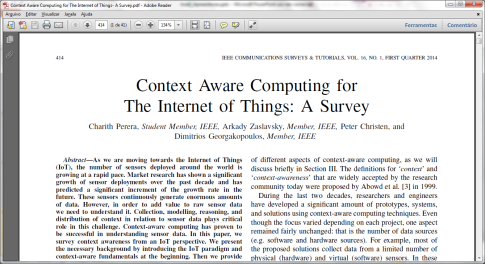 Context Aware Computing for The Internet of Things- A Survey.pdf - Adobe Reader
Arquivo Editar Visualizar Janela Ajuda
414 (2 de 41) 134% Ferramentas Comentário
414 IEEE COMMUNICATIONS SURVEYS & TUTORIALS, VOL. 16, NO. 1, FIRST QUARTER 2014
Context Aware Computing for
The Internet of Things: A Survey
Charith Perera, Student Member, IEEE, Arkady Zaslavsky, Member, IEEE, Peter Christen, and
Dimitrios Georgakopoulos, Member, IEEE
Abstract—As we are moving towards the Internet of Things
(IoT), the number of sensors deployed around the world is
growing at a rapid pace. Market research has shown a significant
growth of sensor deployments over the past decade and has
predicted a significant increment of the growth rate in the
future. These sensors continuously generate enormous amounts
of data. However, in order to add value to raw sensor data
we need to understand it. Collection, modelling, reasoning, and
distribution of context in relation to sensor data plays critical
role in this challenge. Context-aware computing has proven to
be successful in understanding sensor data. In this paper, we
survey context awareness from an IoT perspective. We present
the necessary background by introducing the IoT paradigm and
context-aware fundamentals at the beginning. Then we provide
of different aspects of context-aware computing, as we will
discuss briefly in Section III. The definitions for 'context' and
'context-awareness' that are widely accepted by the research
community today were proposed by Abowd et al. [3] in 1999.
During the last two decades, researchers and engineers
have developed a significant amount of prototypes, systems,
and solutions using context-aware computing techniques. Even
though the focus varied depending on each project, one aspect
remained fairly unchanged: that is the number of data sources
(e.g. software and hardware sources). For example, most of
the proposed solutions collect data from a limited number of
physical (hardware) and virtual (software) sensors. In these